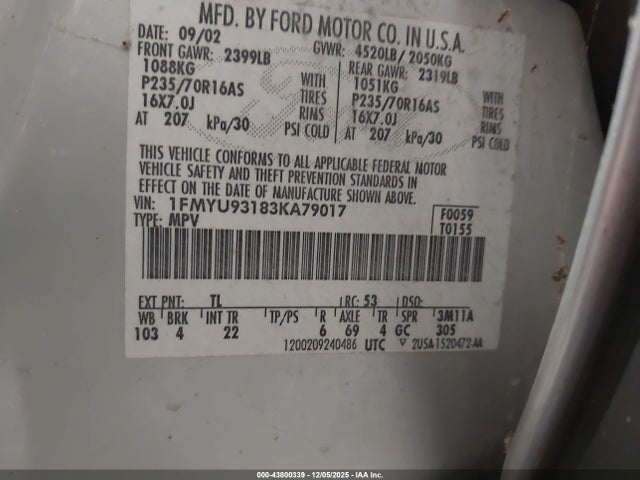 MFD. BY FORD MOTOR CO. IN U.S.A.
DATE: 09/02 GVWR: 4520LB/ 2050KG
FRONT GAWR: 2399LB REAR GAWR: 2319LB
1088KG WITH 1051KG WITH
P235/70R16AS TIRES P235/70R16AS TIRES
16X7.0J RIMS 16X7.0J RIMS
AT 207 kPa/30 PSI COLD AT 207 kPa/30 PSI COLD
THIS VEHICLE CONFORMS TO ALL APPLICABLE FEDERAL MOTOR
VEHICLE SAFETY AND THEFT PREVENTION STANDARDS IN
EFFECT ON THE DATE OF MANUFACTURE SHOWN ABOVE.
VIN: 1FMYU93183KA79017 F0059
TYPE: MPV T0155
EXT PNT: TL RC: 53 DSO:
WB BRK INT TR TP/PS R AXLE TR SPR 3M11A
103 4 22 6 69 4 GC 305
1200209240486 UTC ▽ 2U5A-1520472-AA
000-43800339 - 12/05/2025 - IAA Inc.